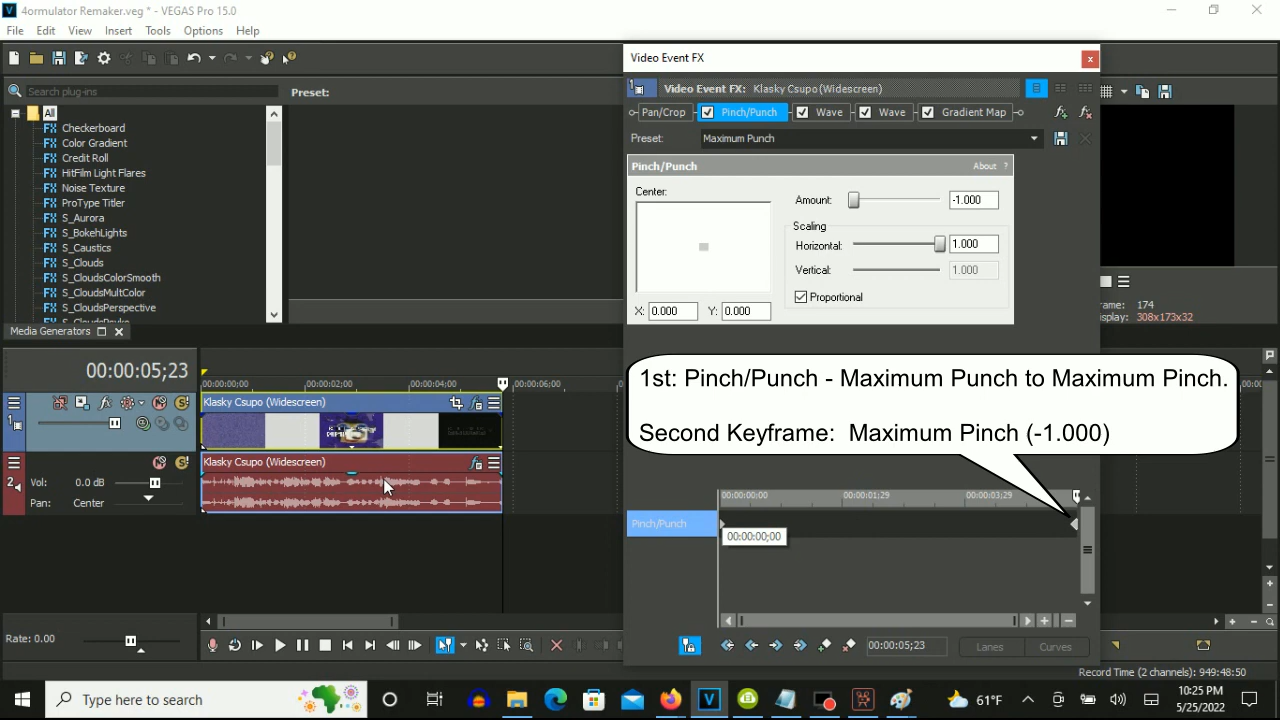 4ormulator Remaker.veg * - VEGAS Pro 15.0
File Edit View Insert Tools Options Help
Video Event FX
Search plug-ins
Preset:
Video Event FX: Klasky Csupo(Widescreen)
All
Checkerboard
Color Gradient
Credit Roll
HitFilm Light Flares
Noise Texture
ProType Titler
S_Aurora
S_BokehLights
S_Caustics
S_Clouds
S_CloudsColorSmooth
S_CloudsMultColor
S_CloudsPerspective
Pan/Crop Pinch/Punch Wave Wave Gradient Map
Preset: Maximum Punch
Pinch/Punch About ?
Center:
Amount: -1.000
Scaling
Horizontal: 1.000
Vertical: 1.000
Proportional
X: 0.000 Y: 0.000
rame: 174
isplay: 308x173x32
Media Generators
00:00:05;23
00:00:00;00 00:00:02;00 00:00:04;00 00:00:06;00
1
Klasky Csupo (Widescreen)
2
Klasky Csupo (Widescreen)
Vol: 0.0 dB
Pan: Center
1st: Pinch/Punch - Maximum Punch to Maximum Pinch.
Second Keyframe: Maximum Pinch (-1.000)
00:00:00;00 00:00:01;29 00:00:03;29
Pinch/Punch
00:00:00;00
Rate: 0.00
00:00:05;23
Lanes Curves
Record Time (2 channels): 949:48:50
Type here to search
61°F
10:25 PM
5/25/2022